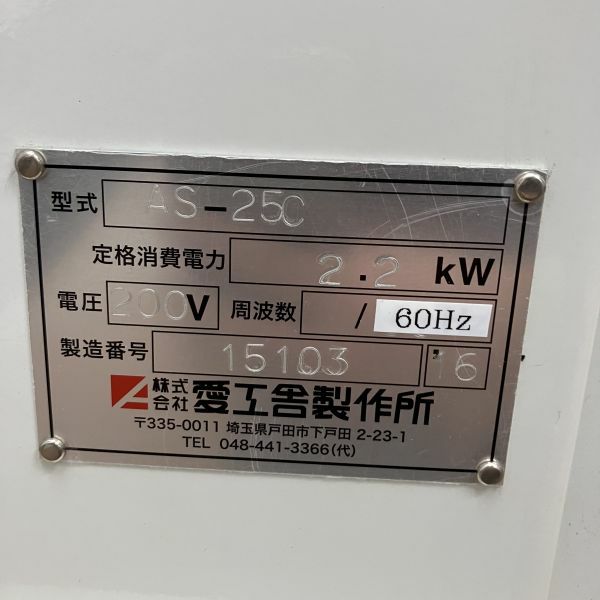 型式 AS-25C
定格消費電力 2.2 kW
電圧 200V 周波数 / 60Hz
製造番号 15103 '16
株式会社 愛工舎製作所
〒335-0011 埼玉県戸田市下戸田 2-23-1
TEL 048-441-3366(代)